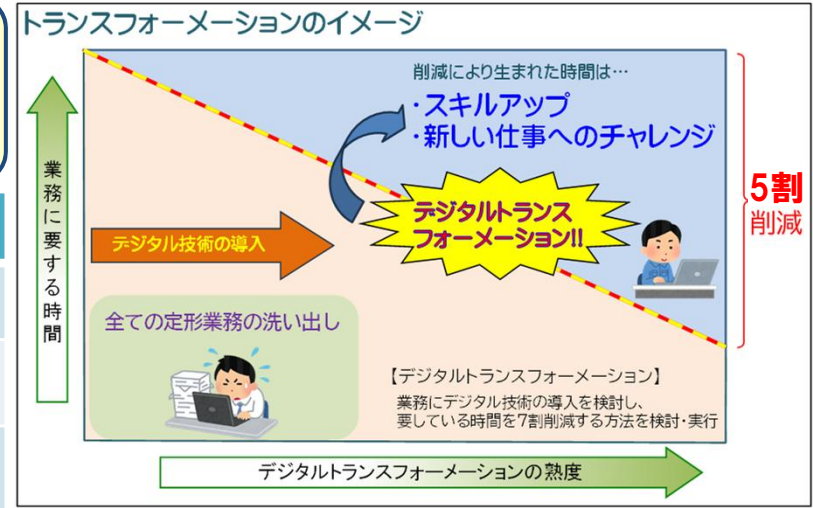 トランスフォーメーションのイメージ
削減により生まれた時間は…
・スキルアップ
・新しい仕事へのチャレンジ
業務に要する時間
5割
削減
デジタルトランス
フォーメーション!!
デジタル技術の導入
全ての定形業務の洗い出し
【デジタルトランスフォーメーション】
業務にデジタル技術の導入を検討し、
要している時間を7割削減する方法を検討・実行
デジタルトランスフォーメーションの熟度